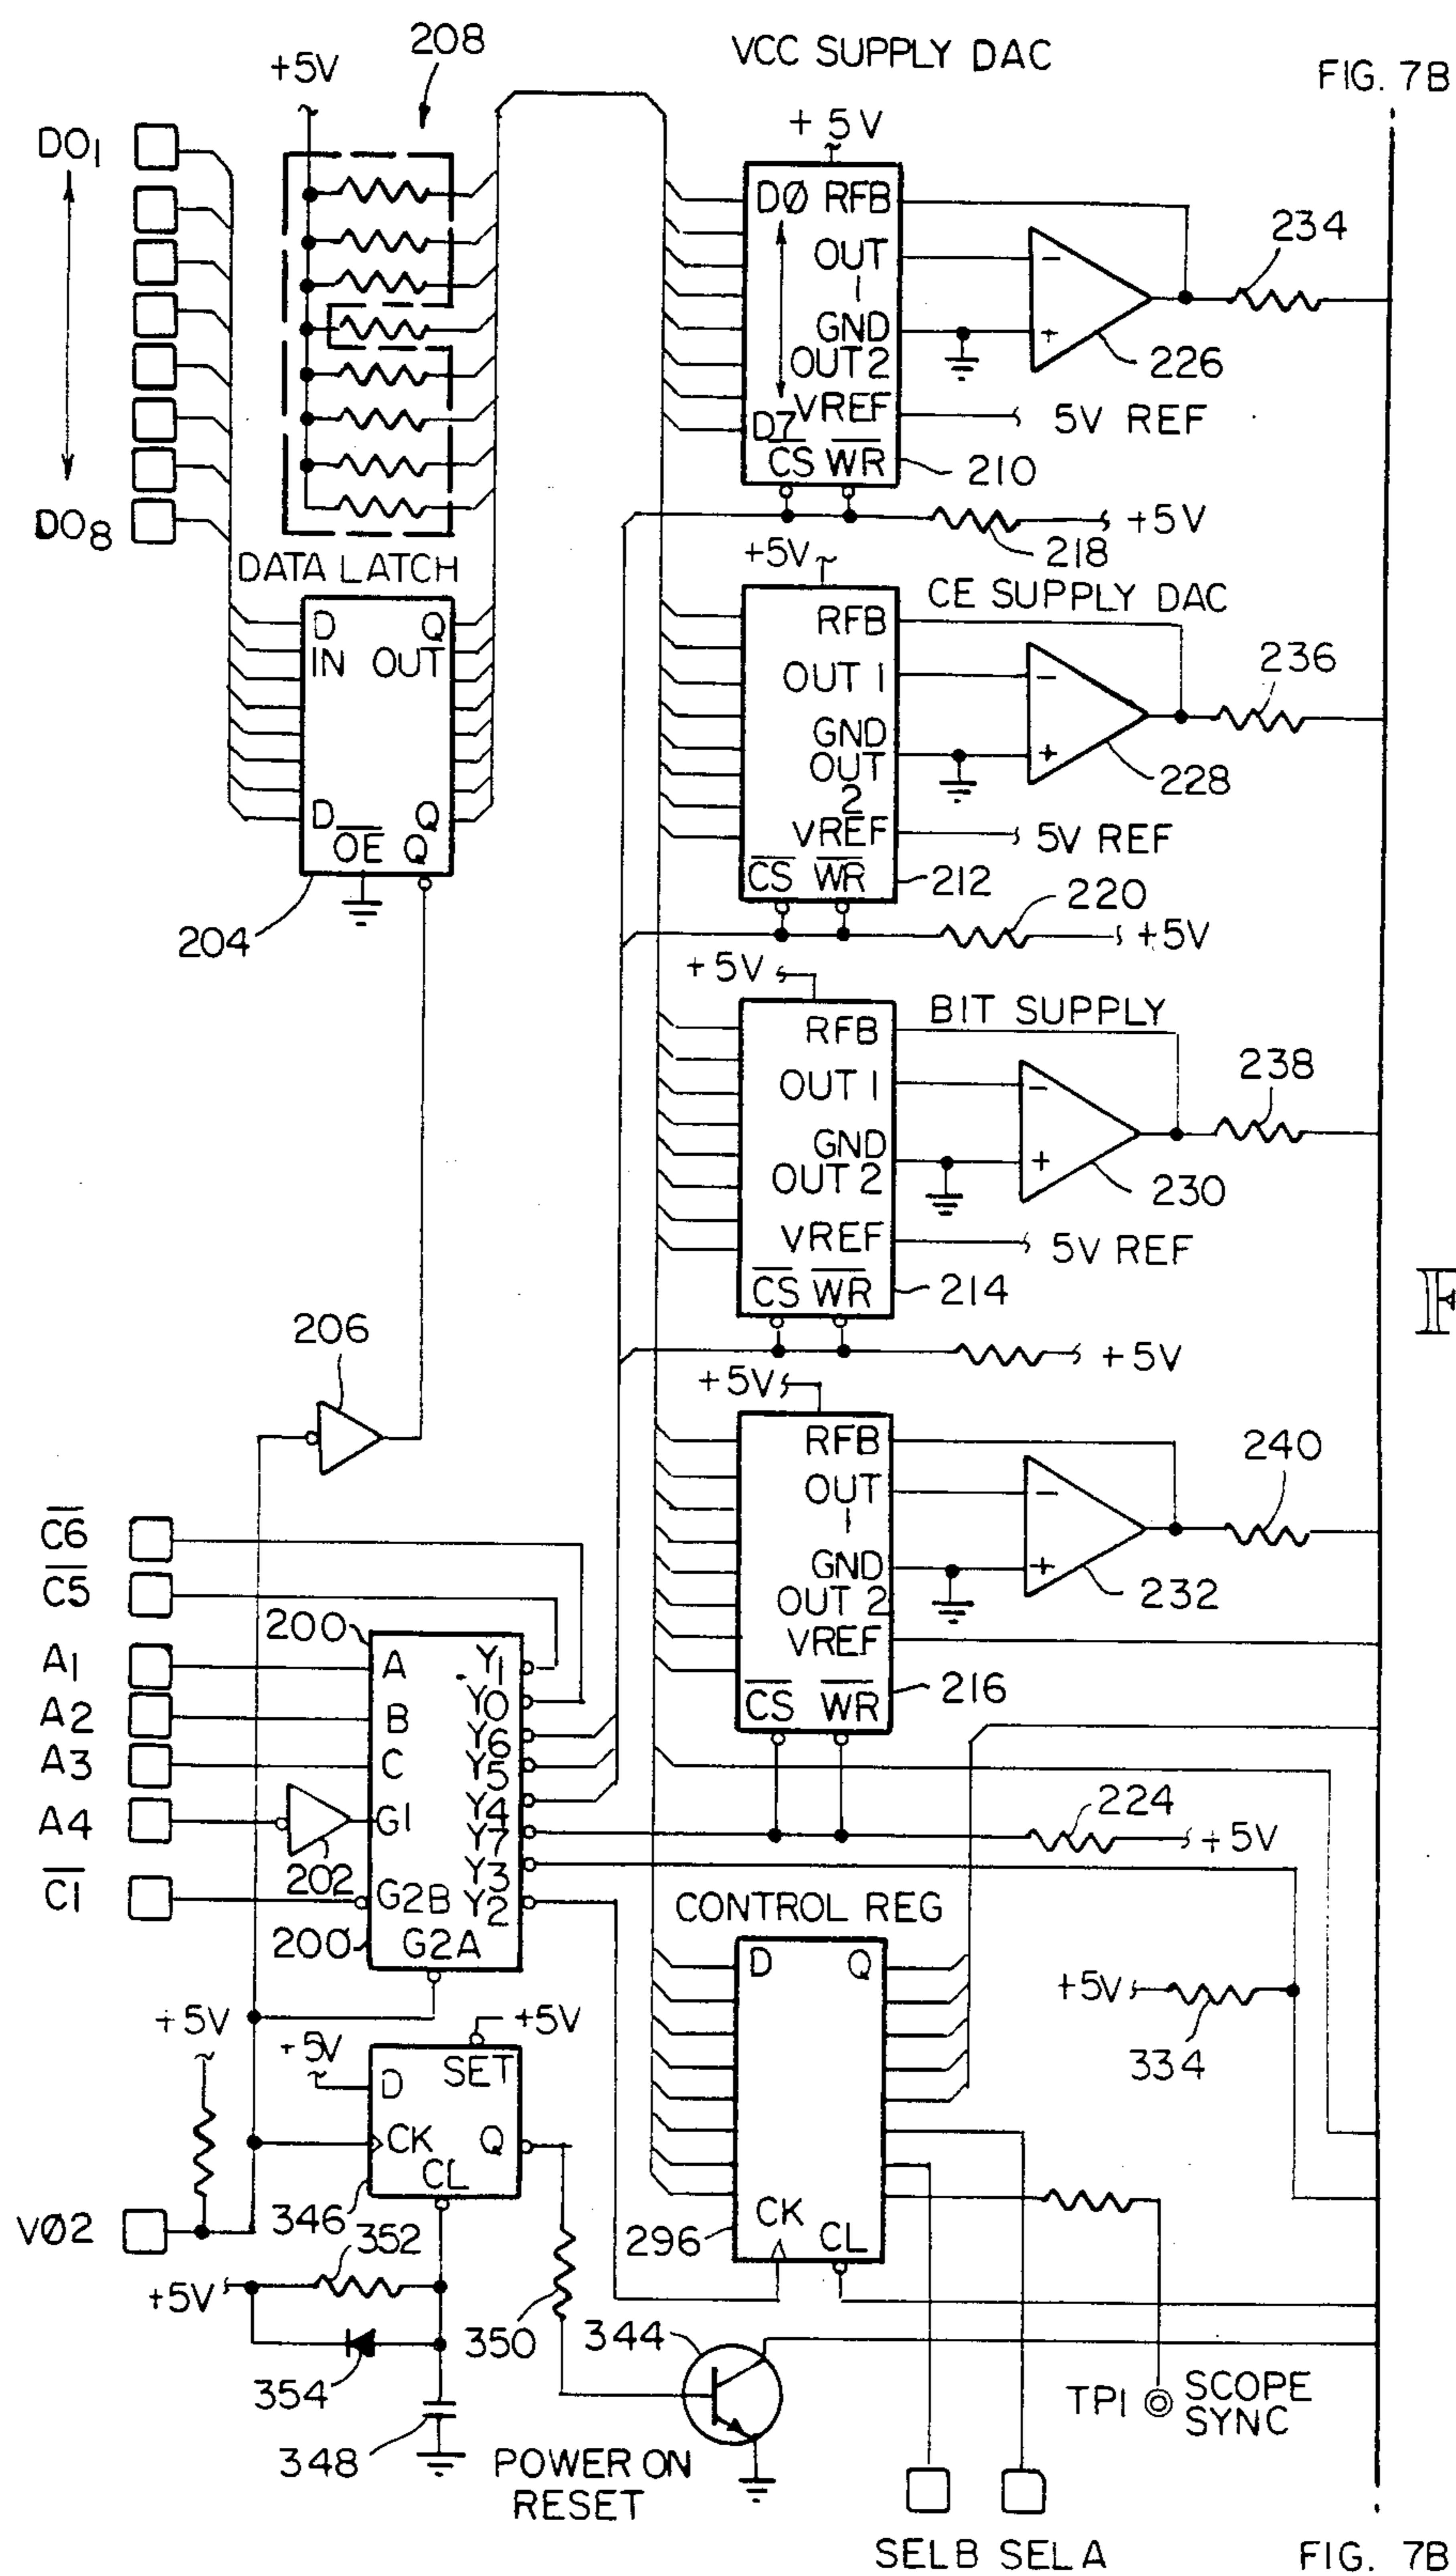 208
VCC SUPPLY DAC
FIG. 7B
+5V
DO1
DO8
+5V
DØ RFB
OUT
1
GND
OUT 2
VREF
D7
CS WR
226
234
5V REF
210
+5V
218
DATA LATCH
D Q
IN OUT
D Q
OE Q
204
+5V
CE SUPPLY DAC
RFB
OUT 1
GND
OUT
2
VREF
CS WR
228
236
5V REF
212
220
+5V
+5V
BIT SUPPLY
RFB
OUT 1
GND
OUT 2
VREF
CS WR
230
238
5V REF
214
+5V
F
206
+5V
RFB
OUT
1
GND
OUT 2
VREF
CS WR
232
240
216
C6
C5
A1
A2
A3
A4
C1
200
A Y1
Y0
B Y6
C Y5
Y4
G1 Y7
Y3
G2B Y2
G2A
202
200
224
+5V
CONTROL REG
D Q
CK CL
296
+5V
334
+5V
+5V
+5V
D SET
CK Q
CL
346
VØ2
352
+5V
354
348
350
344
POWER ON
RESET
TP1 SCOPE
SYNC
SELB SELA
FIG. 7B